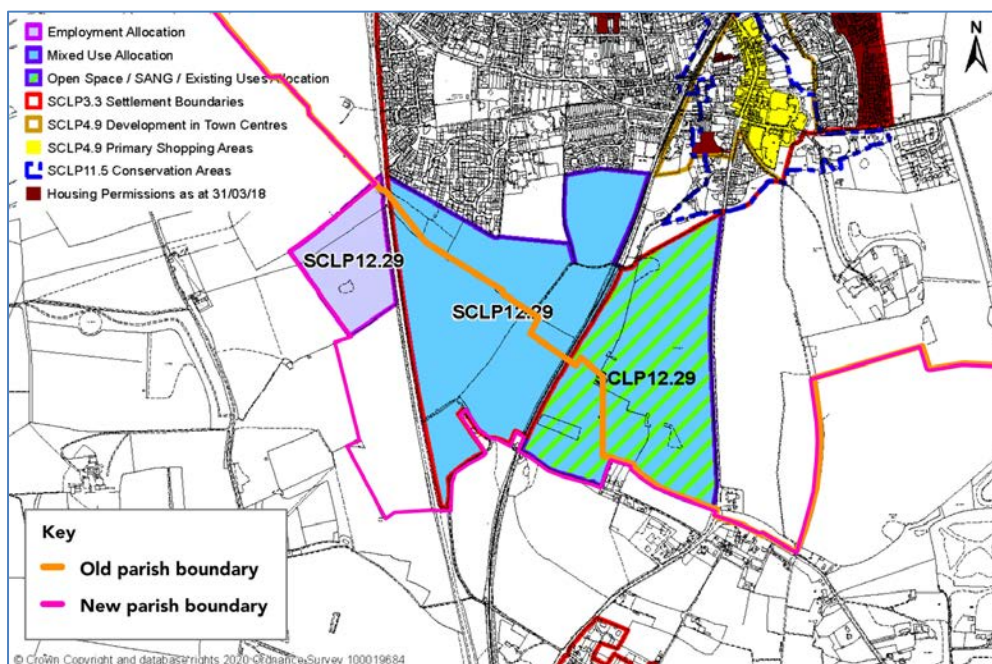 Employment Allocation
Mixed Use Allocation
Open Space / SANG / Existing Uses Allocation
SCLP3.3 Settlement Boundaries
SCLP4.9 Development in Town Centres
SCLP4.9 Primary Shopping Areas
SCLP11.5 Conservation Areas
Housing Permissions as at 31/03/18
N
SCLP12.29
SCLP12.29
SCLP12.29
Key
Old parish boundary
New parish boundary
© Crown Copyright and database rights 2020 Ordnance Survey 100019684